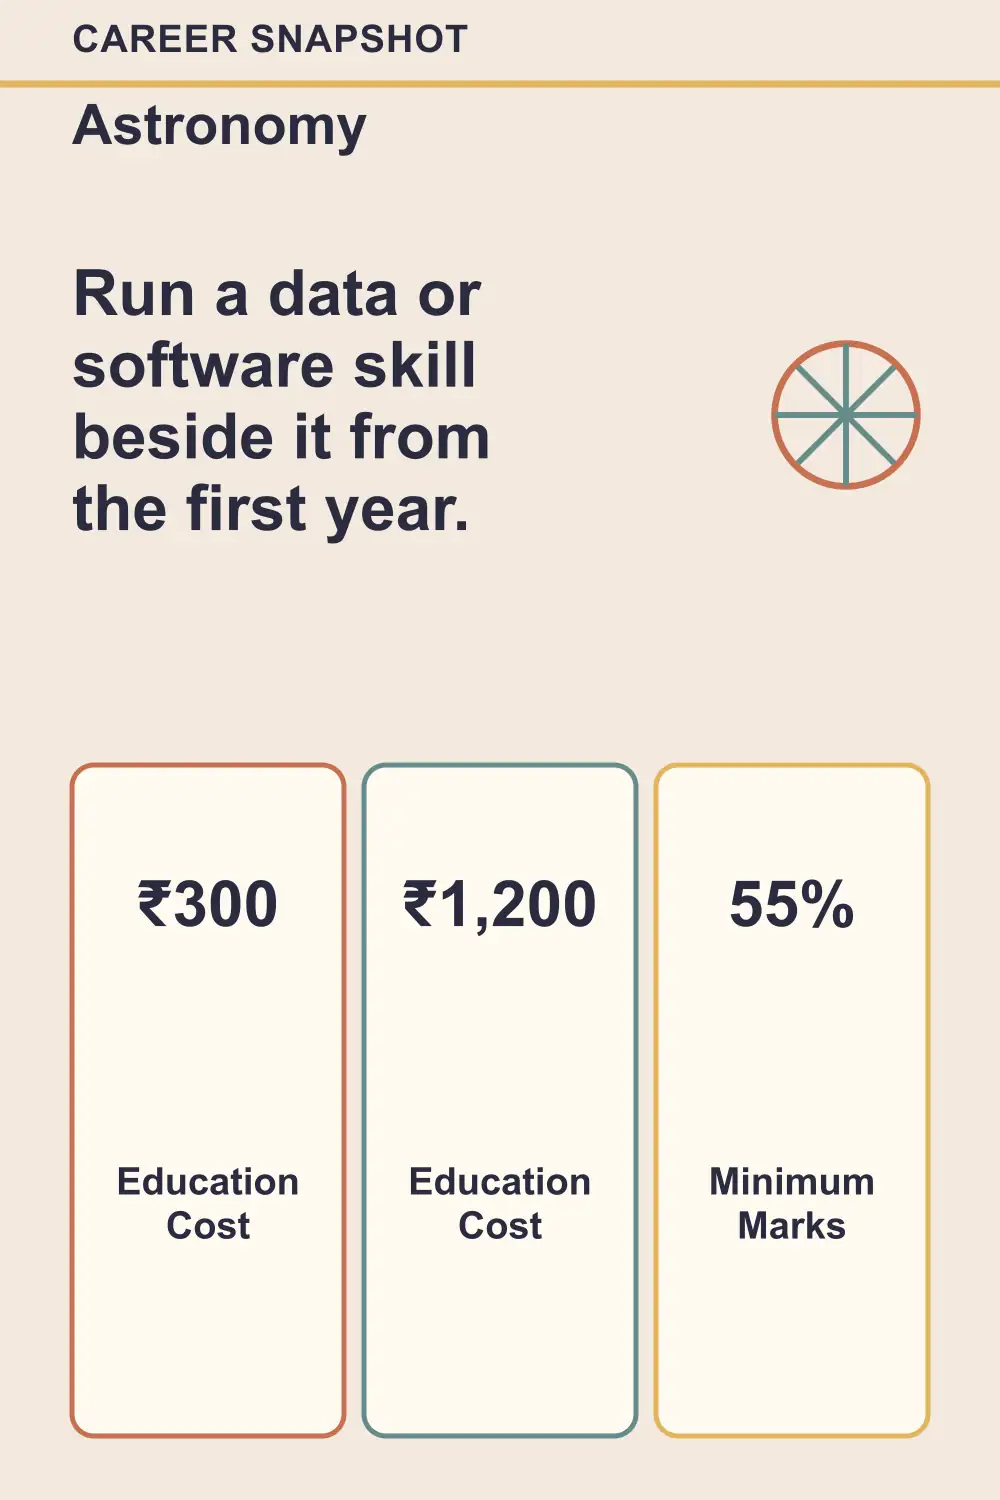 CAREER SNAPSHOT
Astronomy
Run a data or
software skill
beside it from
the first year.
₹300
Education
Cost
₹1,200
Education
Cost
55%
Minimum
Marks